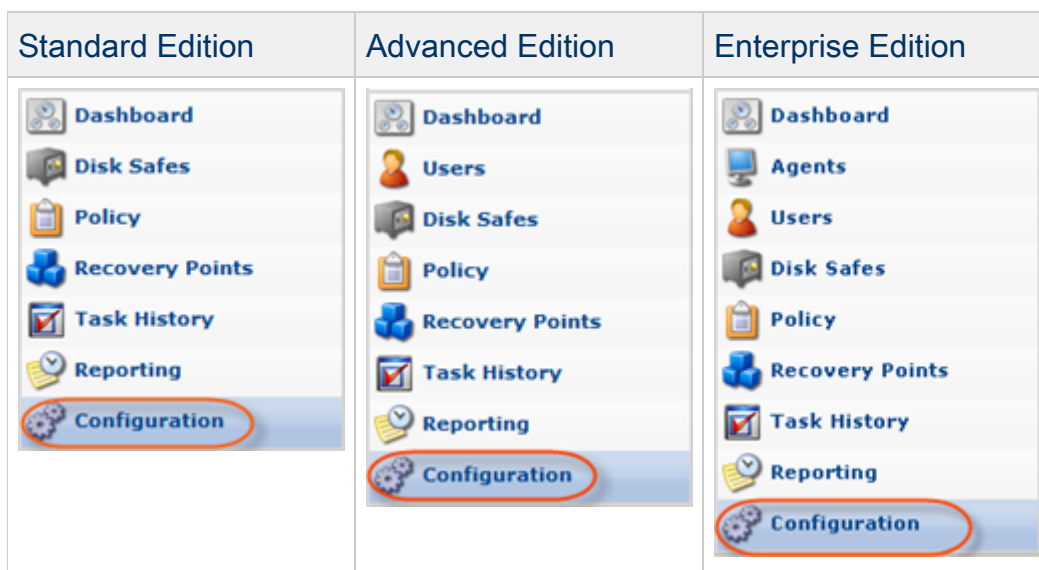 Standard Edition
Advanced Edition
Enterprise Edition
Dashboard
Disk Safes
Policy
Recovery Points
Task History
Reporting
Configuration
Dashboard
Users
Disk Safes
Policy
Recovery Points
Task History
Reporting
Configuration
Dashboard
Agents
Users
Disk Safes
Policy
Recovery Points
Task History
Reporting
Configuration